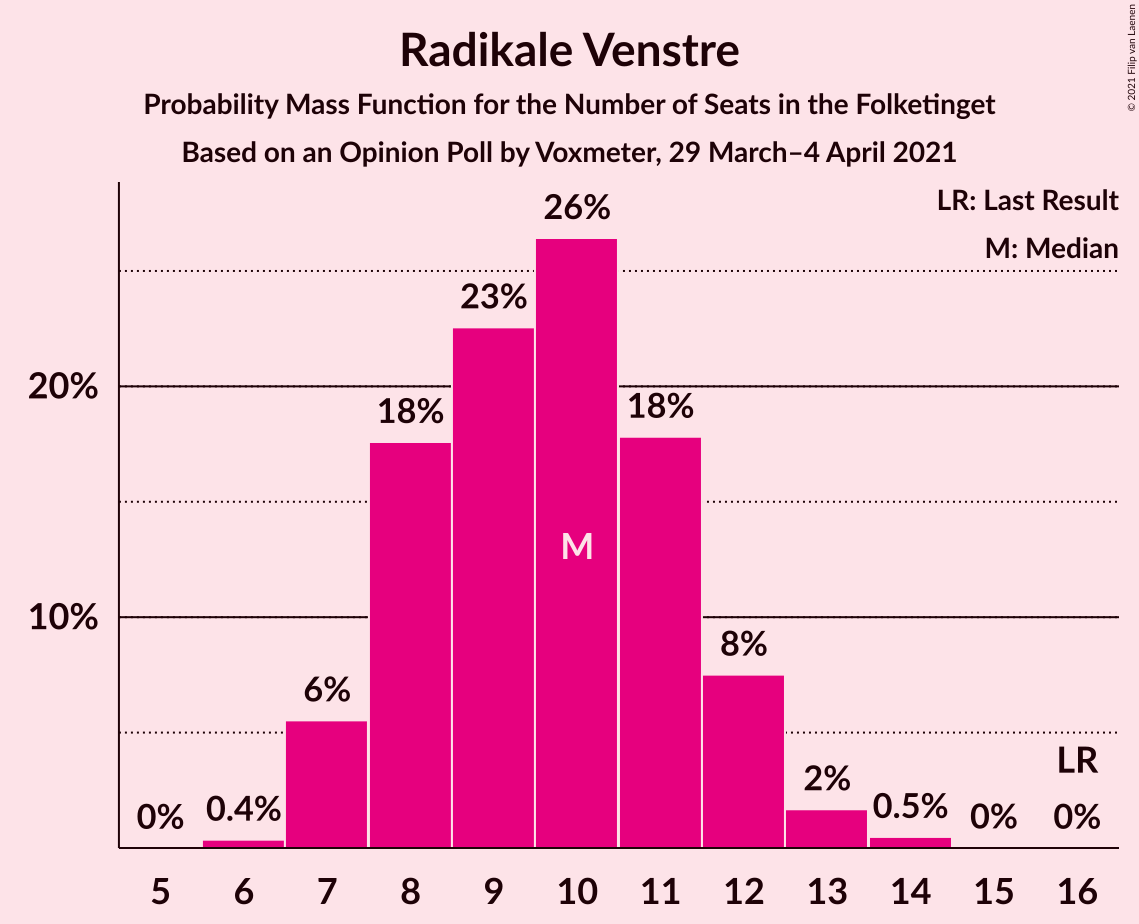 Radikale Venstre
Probability Mass Function for the Number of Seats in the Folketinget
Based on an Opinion Poll by Voxmeter, 29 March–4 April 2021
© 2021 Filip van Laenen
LR: Last Result
M: Median
26%
23%
20%
18%
18%
M
10%
8%
6%
LR
2%
0%
0.4%
0.5%
0%
0%
5 6 7 8 9 10 11 12 13 14 15 16